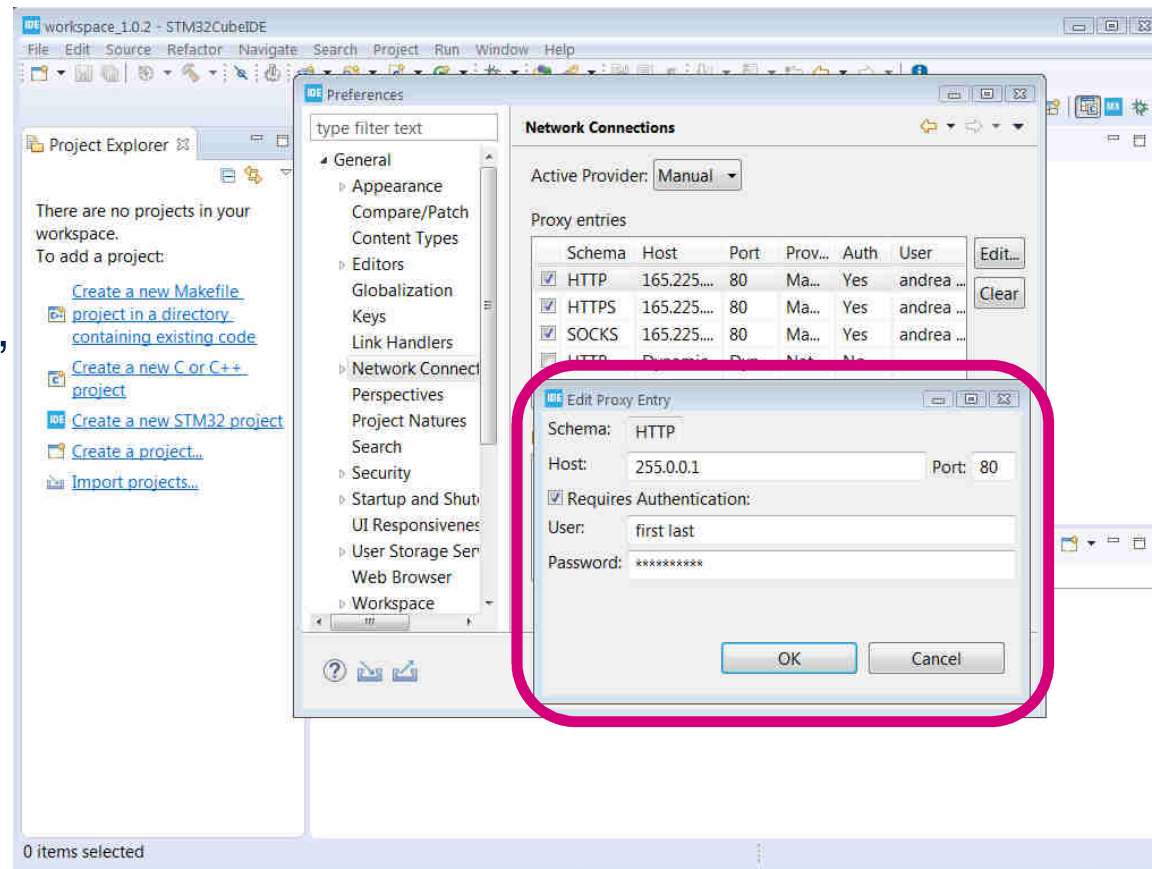 workspace_1.0.2 - STM32CubeIDE
File Edit Source Refactor Navigate Search Project Run Window Help
Preferences
type filter text
Network Connections
Project Explorer
General
Appearance
Compare/Patch
Content Types
Editors
Globalization
Keys
Link Handlers
Network Connect
Perspectives
Project Natures
Search
Security
Startup and Shut
UI Responsivenes
User Storage Ser
Web Browser
Workspace
Active Provider: Manual
Proxy entries
Schema Host Port Prov... Auth User
HTTP 165.225.... 80 Ma... Yes andrea ...
HTTPS 165.225.... 80 Ma... Yes andrea ...
SOCKS 165.225.... 80 Ma... Yes andrea ...
Edit...
Clear
There are no projects in your
workspace.
To add a project:
Create a new Makefile
project in a directory
containing existing code
Create a new C or C++
project
Create a new STM32 project
Create a project...
Import projects...
,
Edit Proxy Entry
Schema: HTTP
Host: 255.0.0.1 Port: 80
Requires Authentication:
User: first last
Password: **********
OK Cancel
0 items selected